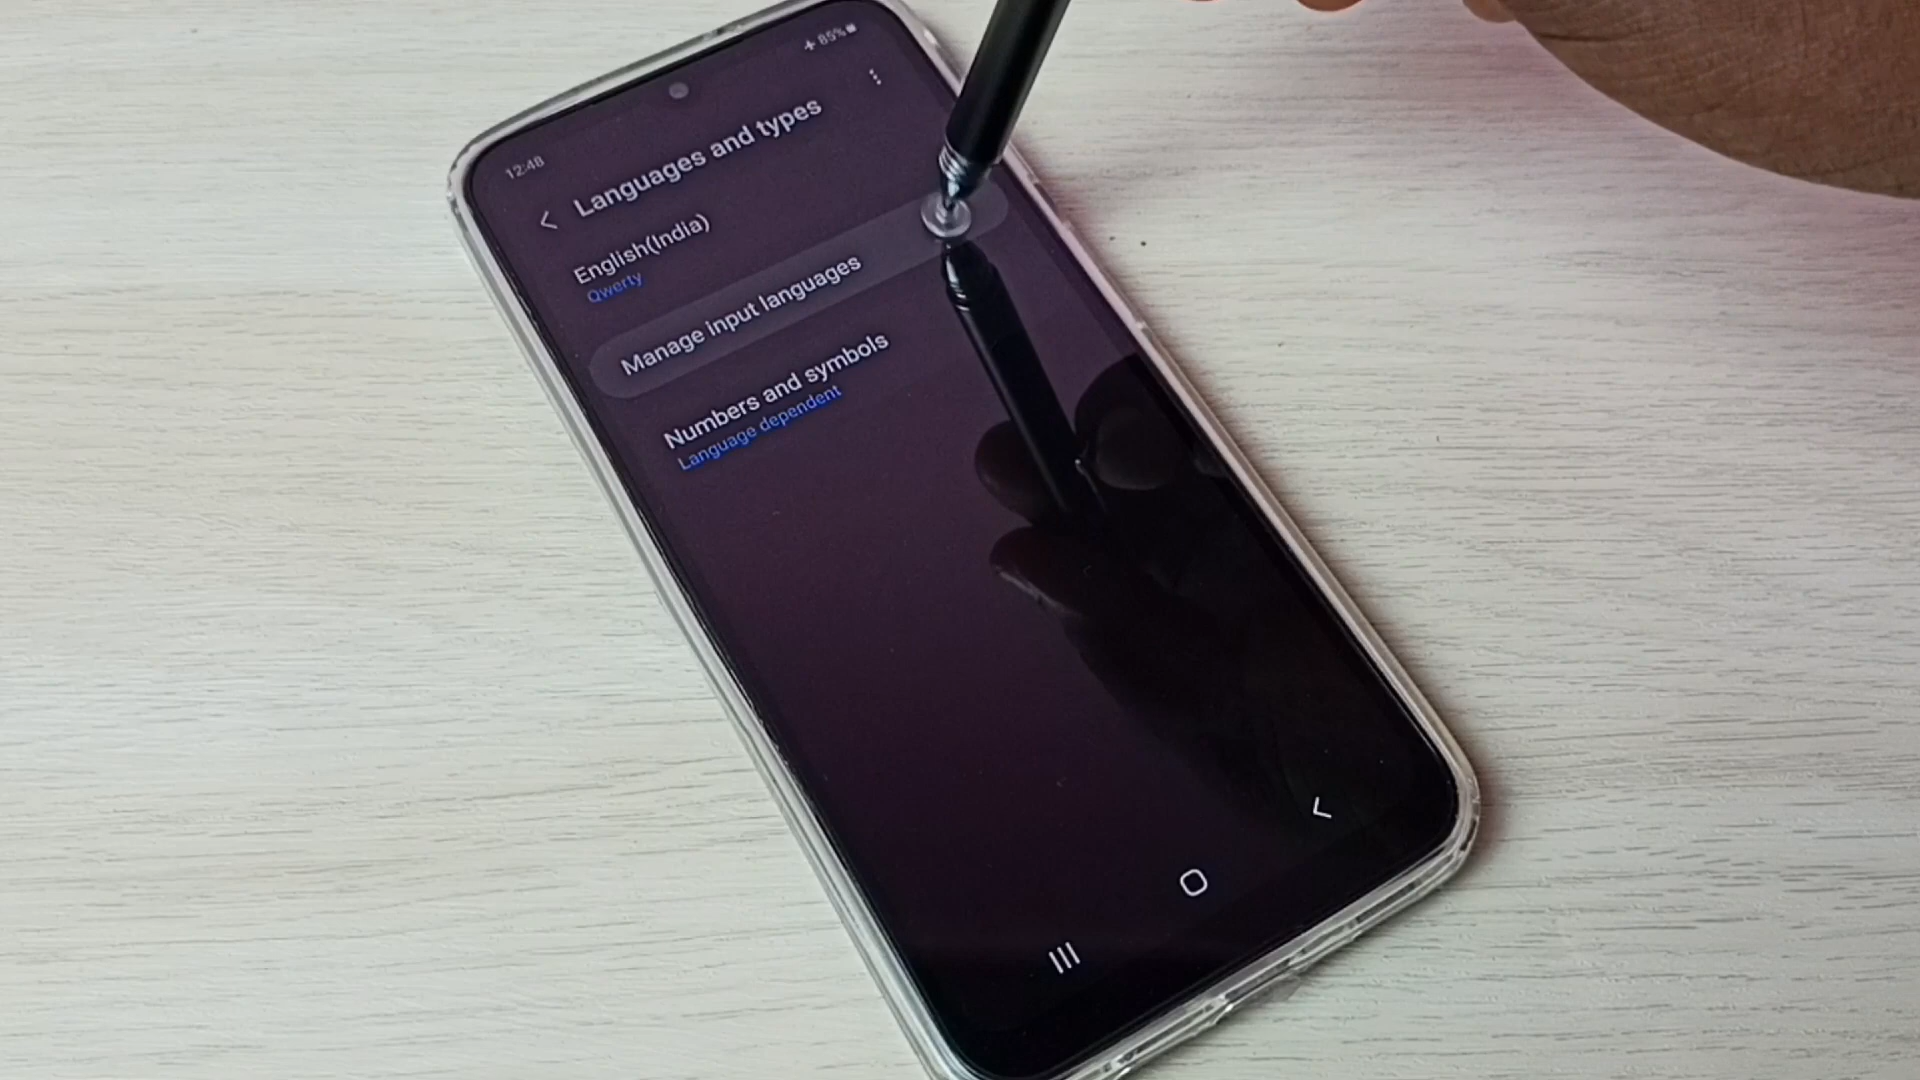 12:48
85%
Languages and types
English(India)
Qwerty
Manage input languages
Numbers and symbols
Language dependent